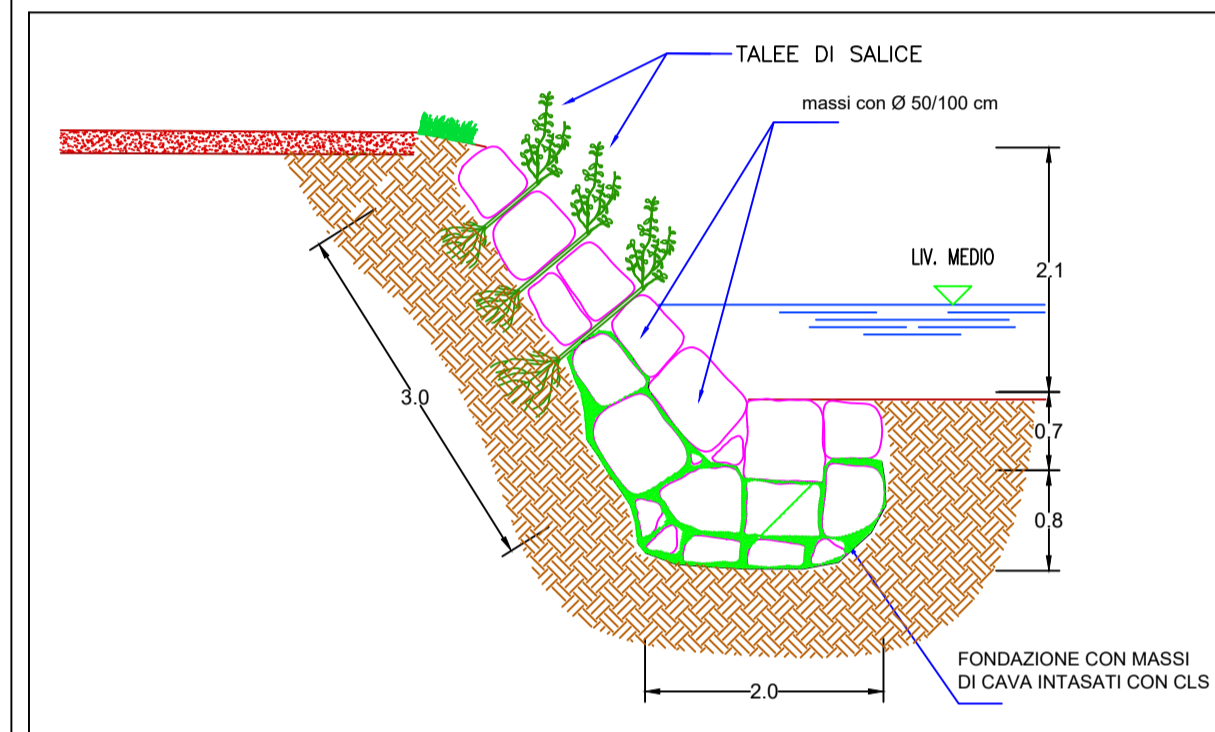 TALEE DI SALICE
massi con Ø 50/100 cm
LIV. MEDIO
2.1
3.0
0.7
0.8
2.0
FONDAZIONE CON MASSI
DI CAVA INTASATI CON CLS